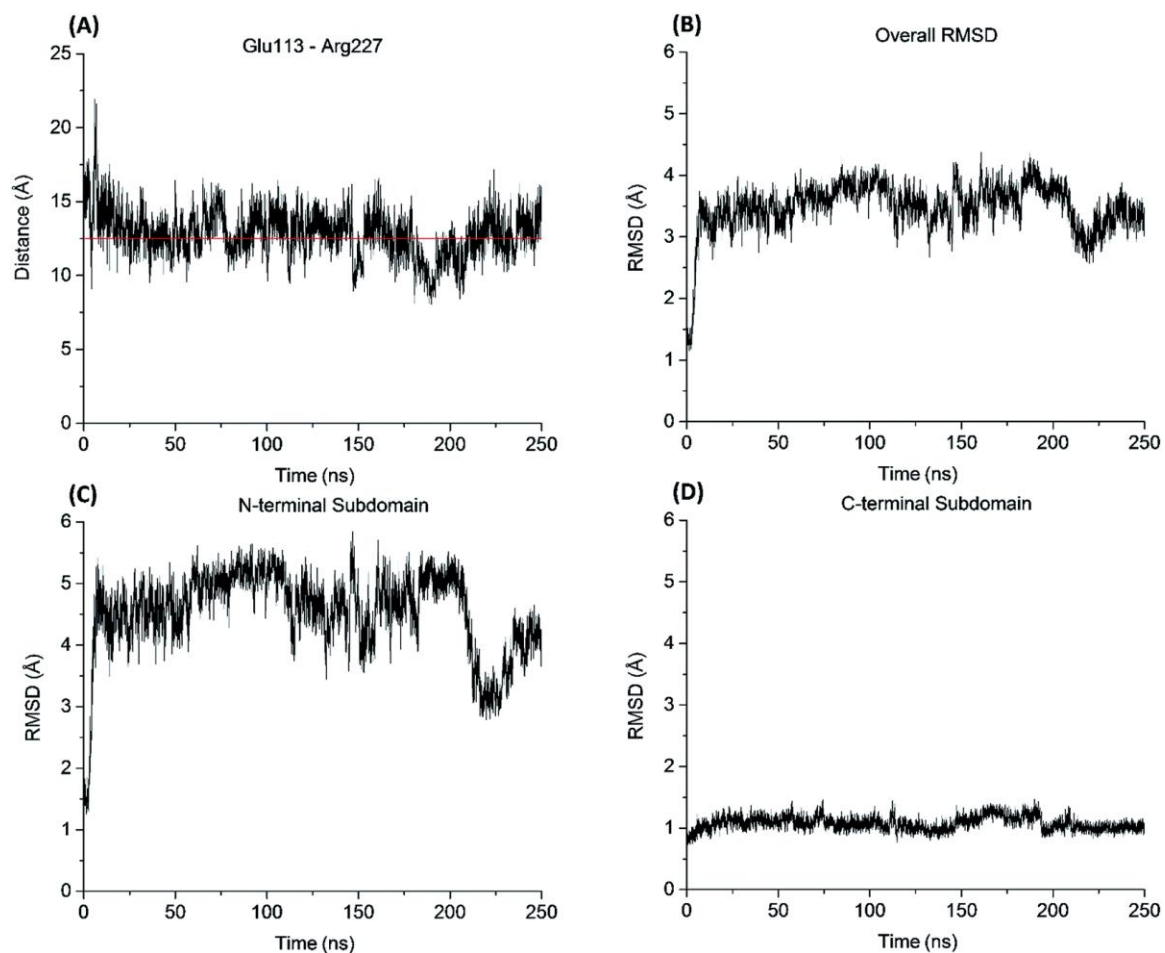 (A)
Glu113 - Arg227
Distance (Å)
25
20
15
10
5
0
0 50 100 150 200 250
Time (ns)
(B)
Overall RMSD
RMSD (Å)
6
5
4
3
2
1
0
0 50 100 150 200 250
Time (ns)
(C)
N-terminal Subdomain
RMSD (Å)
6
5
4
3
2
1
0
0 50 100 150 200 250
Time (ns)
(D)
C-terminal Subdomain
RMSD (Å)
6
5
4
3
2
1
0
0 50 100 150 200 250
Time (ns)